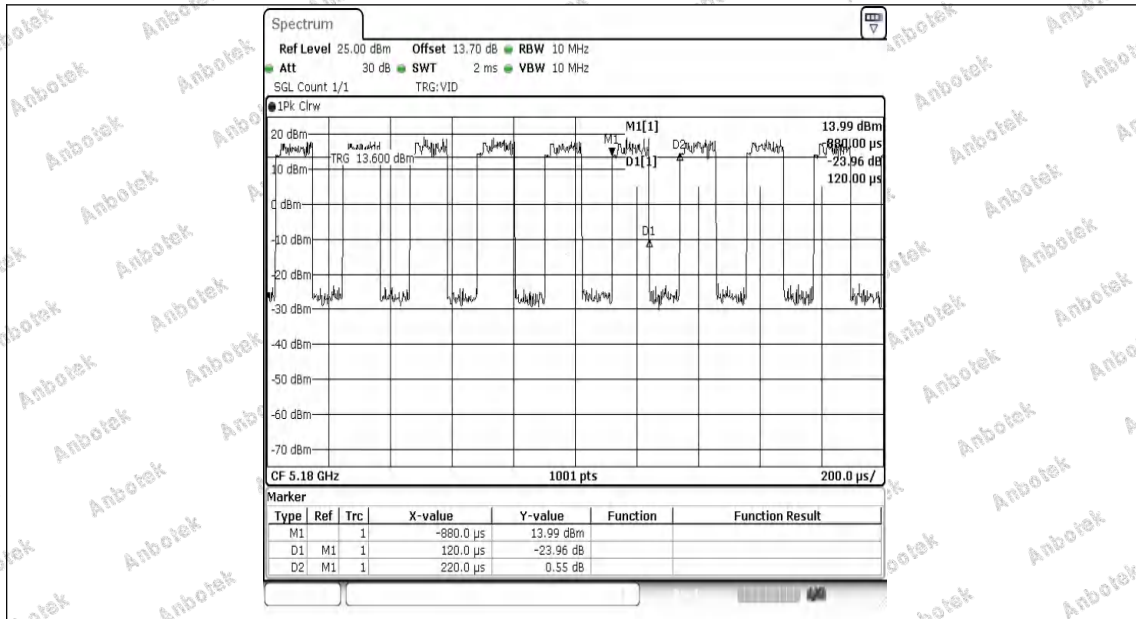 Spectrum
Ref Level 25.00 dBm Offset 13.70 dB RBW 10 MHz
Att 30 dB SWT 2 ms VBW 10 MHz
SGL Count 1/1 TRG:VID
1Pk Clrw
M1[1] 13.99 dBm
880.00 µs
D1[1] -23.96 dB
120.00 µs
20 dBm
M1
D2
TRG 13.600 dBm
10 dBm
0 dBm
-10 dBm
D1
-20 dBm
-30 dBm
-40 dBm
-50 dBm
-60 dBm
-70 dBm
CF 5.18 GHz 1001 pts 200.0 µs/
Marker
Type Ref Trc X-value Y-value Function Function Result
M1 1 -880.0 µs 13.99 dBm
D1 M1 1 120.0 µs -23.96 dB
D2 M1 1 220.0 µs 0.55 dB
Anbotek